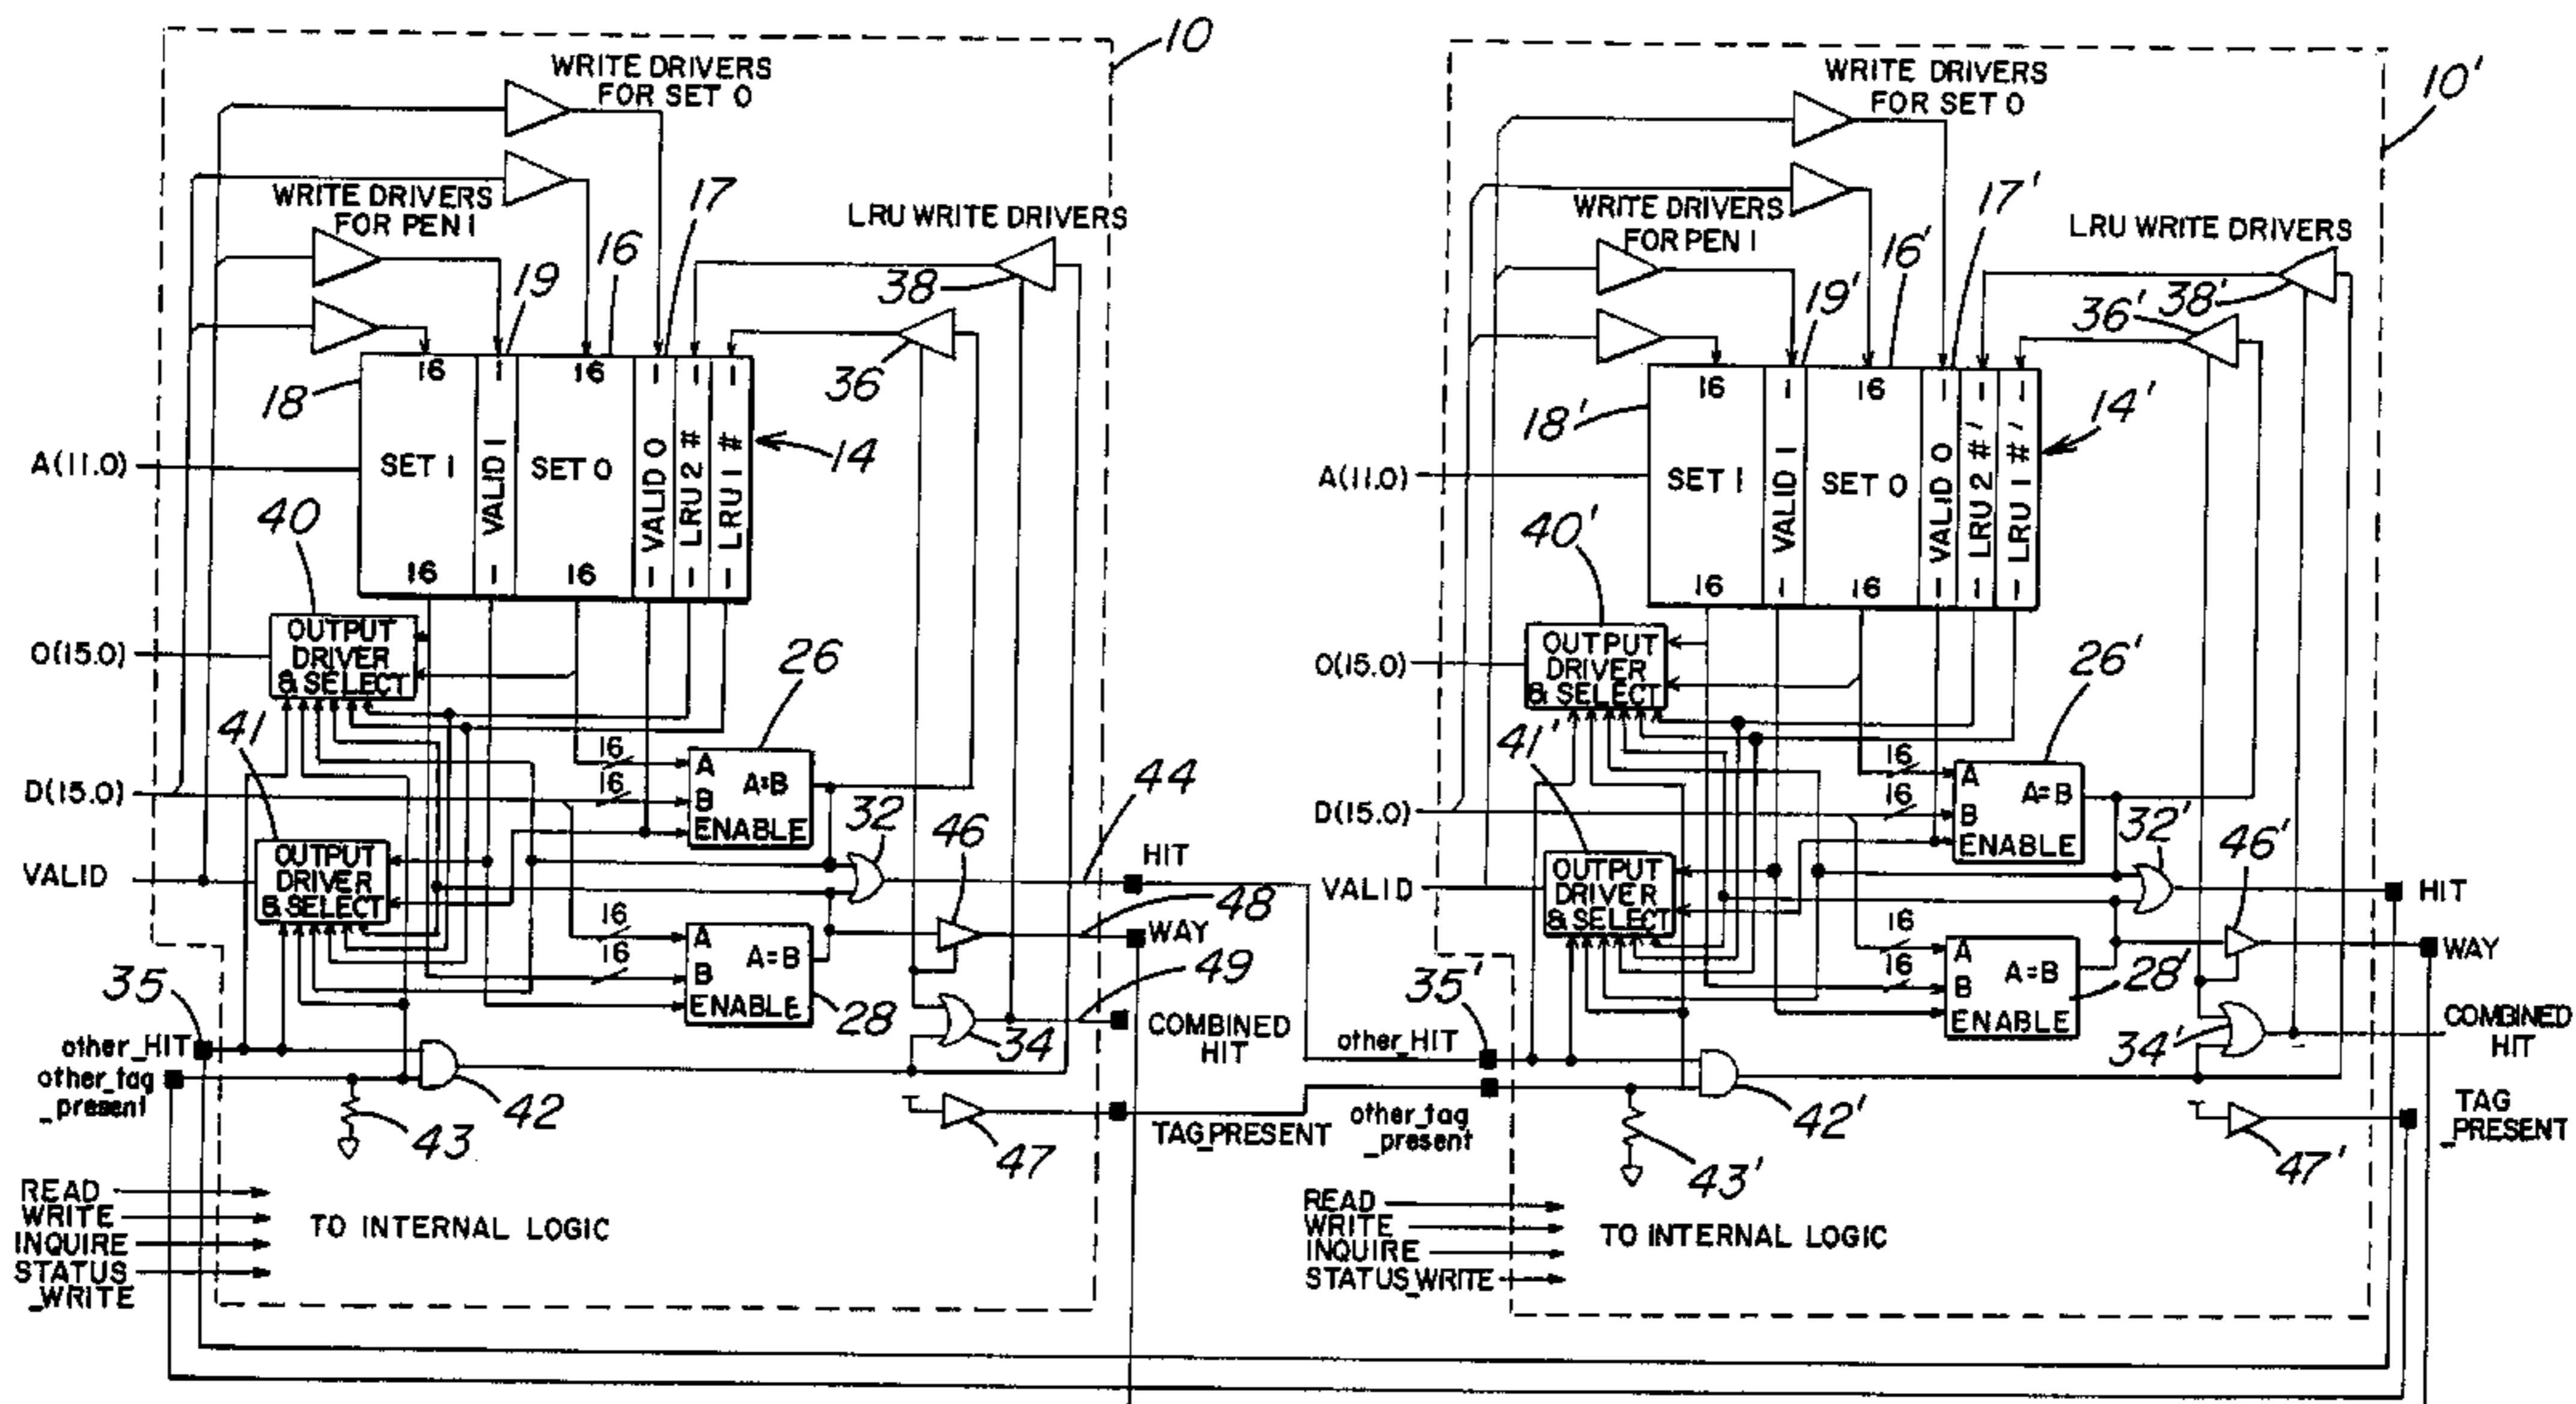 10
WRITE DRIVERS
FOR SET 0
WRITE DRIVERS
FOR PEN 1
17
LRU WRITE DRIVERS
19
16
38
36
18
16
1
16
1
1
1
14
A(11.0)
SET 1
VALID 1
SET 0
VALID 0
LRU 2 #
LRU 1 #
16
1
16
1
1
1
40
OUTPUT
DRIVER
& SELECT
O(15.0)
26
41
16
16
A
B
A=B
ENABLE
D(15.0)
32
46
44
HIT
OUTPUT
DRIVER
& SELECT
VALID
48
WAY
16
16
A
B
A=B
ENABLE
28
49
35
34
COMBINED
HIT
other_HIT
other_tag
_present
42
43
47
TAG_PRESENT
READ
WRITE
INQUIRE
STATUS
_WRITE
TO INTERNAL LOGIC
10'
WRITE DRIVERS
FOR SET 0
WRITE DRIVERS
FOR PEN 1
17'
LRU WRITE DRIVERS
19'
16'
38'
36'
18'
16
1
16
1
1
1
14'
A(11.0)
SET 1
VALID 1
SET 0
VALID 0
LRU 2 #'
LRU 1 #'
16
1
16
1
1
1
40'
OUTPUT
DRIVER
& SELECT
O(15.0)
26'
41'
16
16
A
B
A=B
ENABLE
D(15.0)
32'
46'
HIT
OUTPUT
DRIVER
& SELECT
VALID
WAY
16
16
A
B
A=B
ENABLE
28'
35'
34'
COMBINED
HIT
other_HIT
other_tag
_present
42'
43'
47'
TAG
_PRESENT
READ
WRITE
INQUIRE
STATUS_WRITE
TO INTERNAL LOGIC